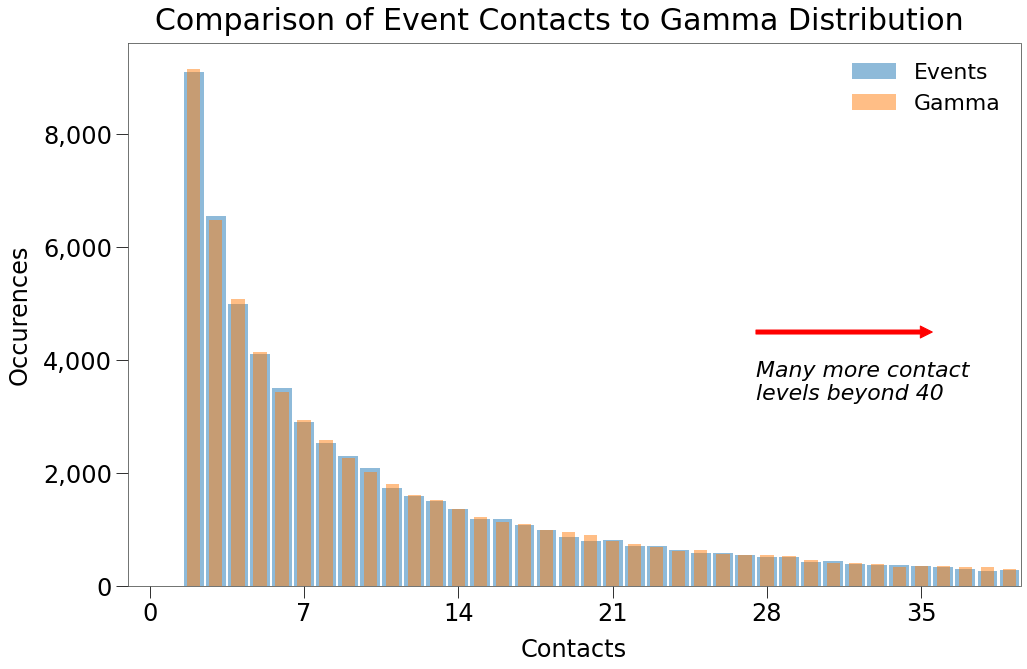 Comparison of Event Contacts to Gamma Distribution
Events
Gamma
8,000
6,000
4,000
2,000
0
Occurences
Many more contact
levels beyond 40
0 7 14 21 28 35
Contacts